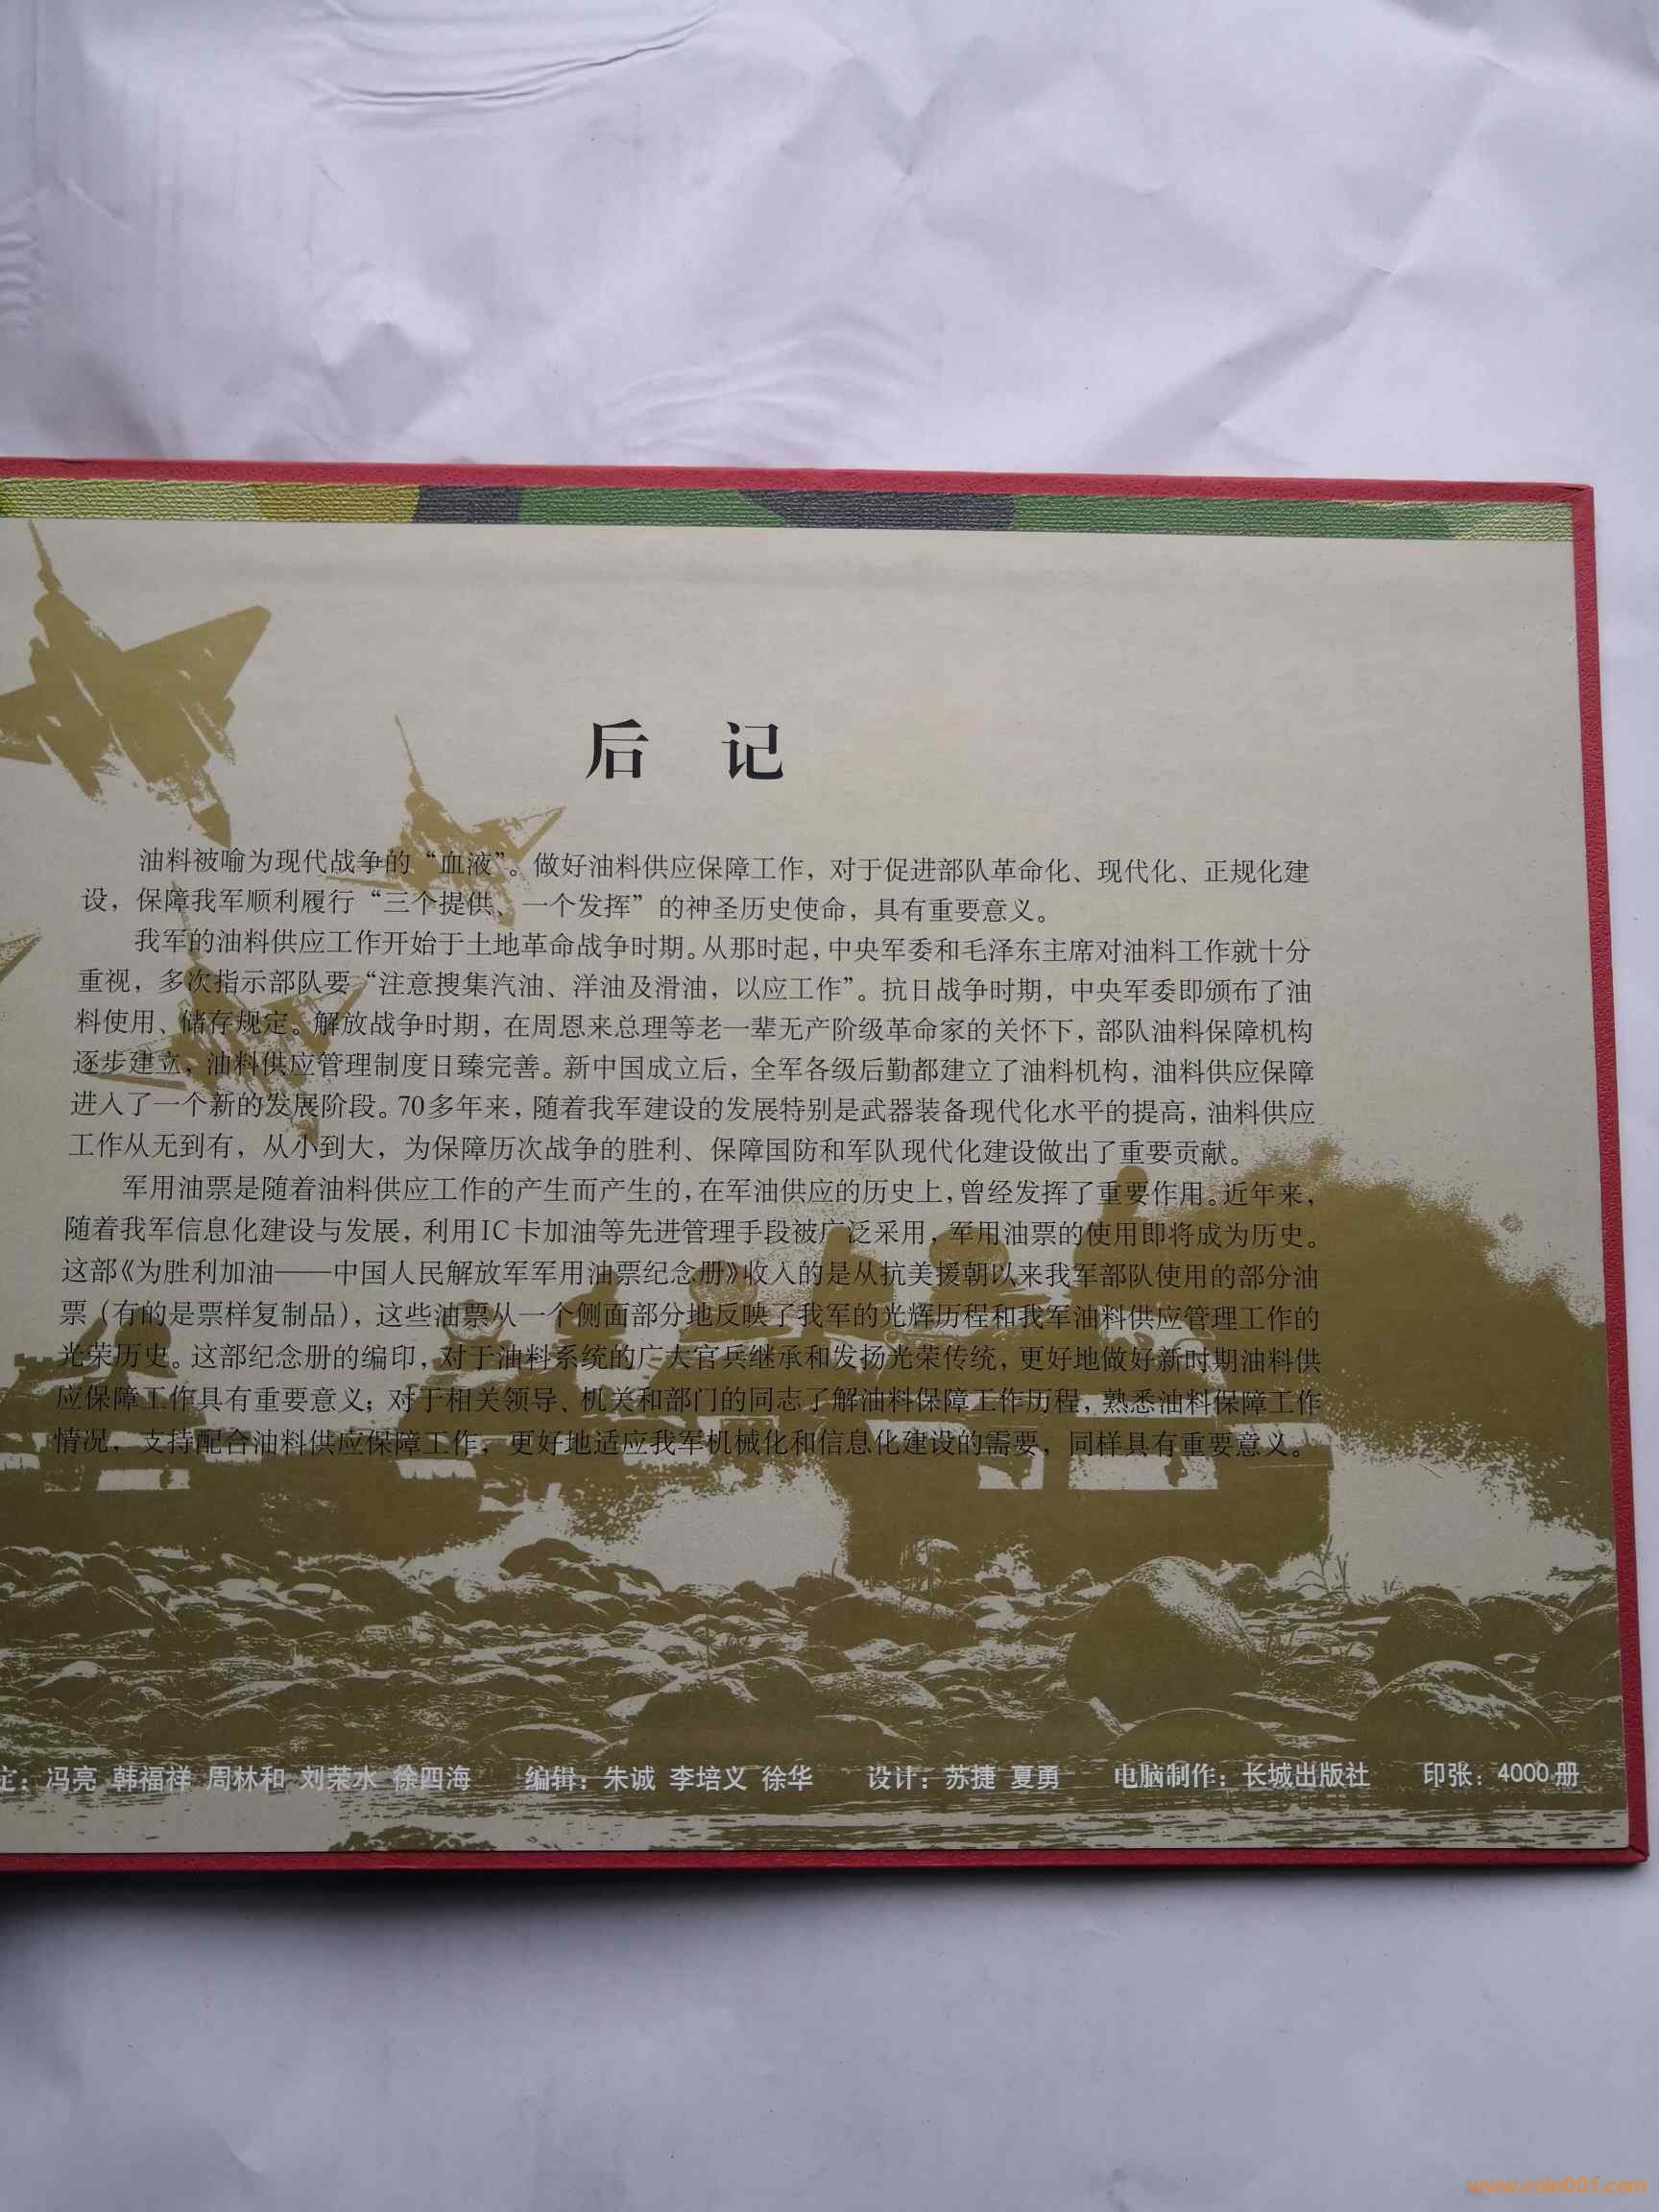 后 记
油料被喻为现代战争的“血液”。做好油料供应保障工作，对于促进部队革命化、现代化、正规化建
设，保障我军顺利履行“三个提供、一个发挥”的神圣历史使命，具有重要意义。
我军的油料供应工作开始于土地革命战争时期。从那时起，中央军委和毛泽东主席对油料工作就十分
重视，多次指示部队要“注意搜集汽油、洋油及滑油，以应工作”。抗日战争时期，中央军委即颁布了油
料使用、储存规定。解放战争时期，在周恩来总理等老一辈无产阶级革命家的关怀下，部队油料保障机构
逐步建立，油料供应管理制度日臻完善。新中国成立后，全军各级后勤都建立了油料机构，油料供应保障
进入了一个新的发展阶段。70多年来，随着我军建设的发展特别是武器装备现代化水平的提高，油料供应
工作从无到有，从小到大，为保障历次战争的胜利、保障国防和军队现代化建设做出了重要贡献。
军用油票是随着油料供应工作的产生而产生的，在军油供应的历史上，曾经发挥了重要作用。近年来，
随着我军信息化建设与发展，利用IC卡加油等先进管理手段被广泛采用，军用油票的使用即将成为历史。
这部《为胜利加油——中国人民解放军军用油票纪念册》收入的是从抗美援朝以来我军部队使用的部分油
票（有的是票样复制品），这些油票从一个侧面部分地反映了我军的光辉历程和我军油料供应管理工作的
光荣历史。这部纪念册的编印，对于油料系统的广大官兵继承和发扬光荣传统，更好地做好新时期油料供
应保障工作具有重要意义；对于相关领导、机关和部门的同志了解油料保障工作历程，熟悉油料保障工作
情况，支持配合油料供应保障工作，更好地适应我军机械化和信息化建设的需要，同样具有重要意义。
：冯亮 韩福祥 周林和 刘荣水 徐四海 编辑：朱诚 李培义 徐华 设计：苏捷 夏勇 电脑制作：长城出版社 印张：4000册
www.coin001.com